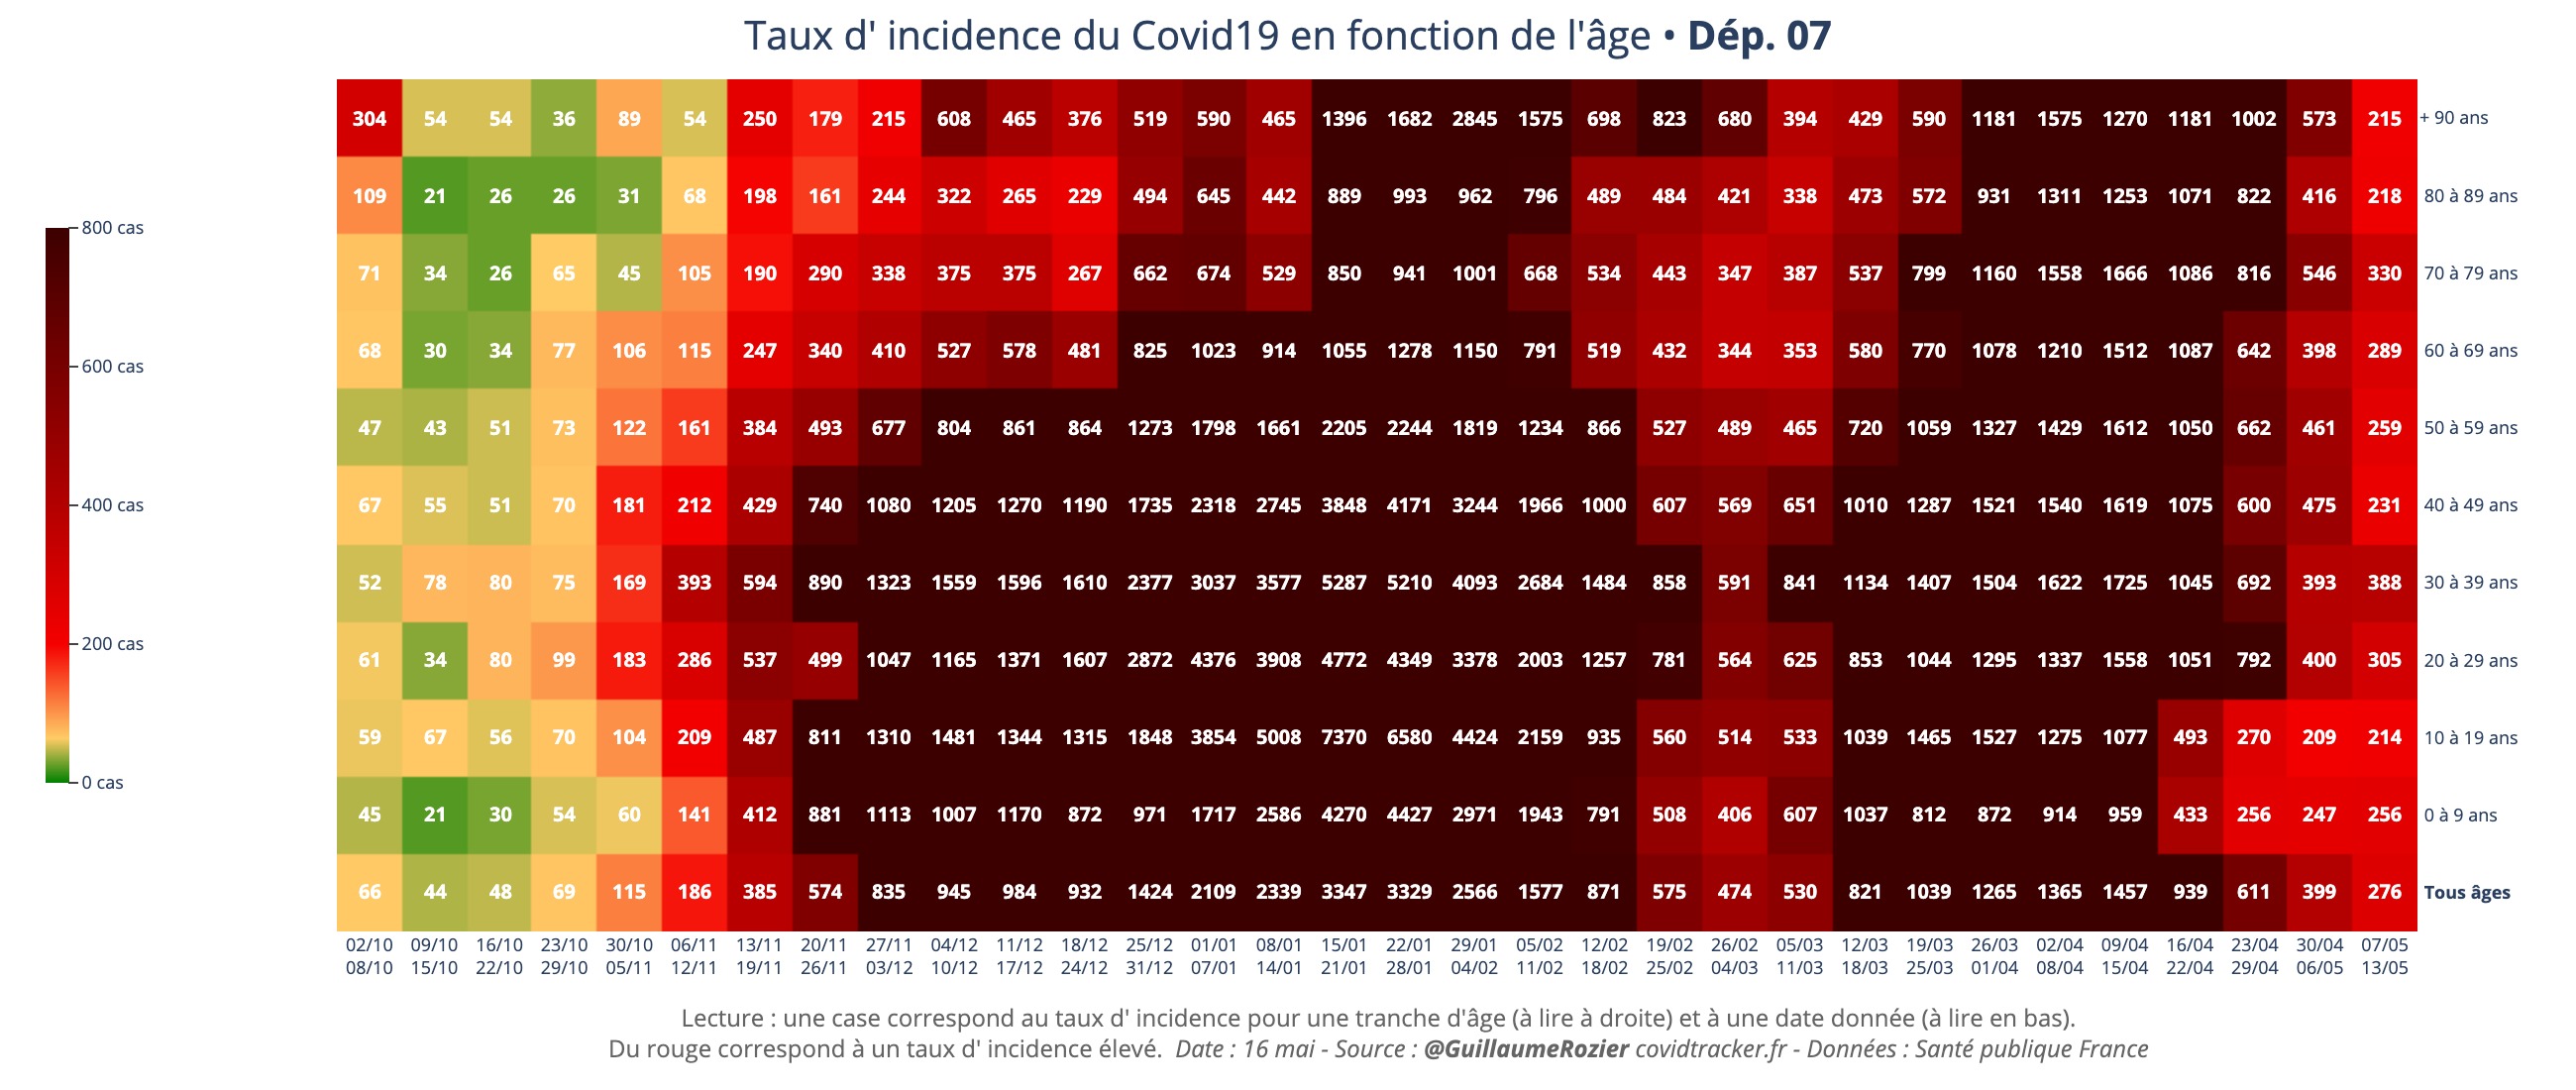 Taux d' incidence du Covid19 en fonction de l'âge • Dép. 07
800 cas
600 cas
400 cas
200 cas
0 cas
304 54 54 36 89 54 250 179 215 608 465 376 519 590 465 1396 1682 2845 1575 698 823 680 394 429 590 1181 1575 1270 1181 1002 573 215 + 90 ans
109 21 26 26 31 68 198 161 244 322 265 229 494 645 442 889 993 962 796 489 484 421 338 473 572 931 1311 1253 1071 822 416 218 80 à 89 ans
71 34 26 65 45 105 190 290 338 375 375 267 662 674 529 850 941 1001 668 534 443 347 387 537 799 1160 1558 1666 1086 816 546 330 70 à 79 ans
68 30 34 77 106 115 247 340 410 527 578 481 825 1023 914 1055 1278 1150 791 519 432 344 353 580 770 1078 1210 1512 1087 642 398 289 60 à 69 ans
47 43 51 73 122 161 384 493 677 804 861 864 1273 1798 1661 2205 2244 1819 1234 866 527 489 465 720 1059 1327 1429 1612 1050 662 461 259 50 à 59 ans
67 55 51 70 181 212 429 740 1080 1205 1270 1190 1735 2318 2745 3848 4171 3244 1966 1000 607 569 651 1010 1287 1521 1540 1619 1075 600 475 231 40 à 49 ans
52 78 80 75 169 393 594 890 1323 1559 1596 1610 2377 3037 3577 5287 5210 4093 2684 1484 858 591 841 1134 1407 1504 1622 1725 1045 692 393 388 30 à 39 ans
61 34 80 99 183 286 537 499 1047 1165 1371 1607 2872 4376 3908 4772 4349 3378 2003 1257 781 564 625 853 1044 1295 1337 1558 1051 792 400 305 20 à 29 ans
59 67 56 70 104 209 487 811 1310 1481 1344 1315 1848 3854 5008 7370 6580 4424 2159 935 560 514 533 1039 1465 1527 1275 1077 493 270 209 214 10 à 19 ans
45 21 30 54 60 141 412 881 1113 1007 1170 872 971 1717 2586 4270 4427 2971 1943 791 508 406 607 1037 812 872 914 959 433 256 247 256 0 à 9 ans
66 44 48 69 115 186 385 574 835 945 984 932 1424 2109 2339 3347 3329 2566 1577 871 575 474 530 821 1039 1265 1365 1457 939 611 399 276 Tous âges
02/10 09/10 16/10 23/10 30/10 06/11 13/11 20/11 27/11 04/12 11/12 18/12 25/12 01/01 08/01 15/01 22/01 29/01 05/02 12/02 19/02 26/02 05/03 12/03 19/03 26/03 02/04 09/04 16/04 23/04 30/04 07/05
08/10 15/10 22/10 29/10 05/11 12/11 19/11 26/11 03/12 10/12 17/12 24/12 31/12 07/01 14/01 21/01 28/01 04/02 11/02 18/02 25/02 04/03 11/03 18/03 25/03 01/04 08/04 15/04 22/04 29/04 06/05 13/05
Lecture : une case correspond au taux d' incidence pour une tranche d'âge (à lire à droite) et à une date donnée (à lire en bas).
Du rouge correspond à un taux d' incidence élevé. Date : 16 mai - Source : @GuillaumeRozier covidtracker.fr - Données : Santé publique France